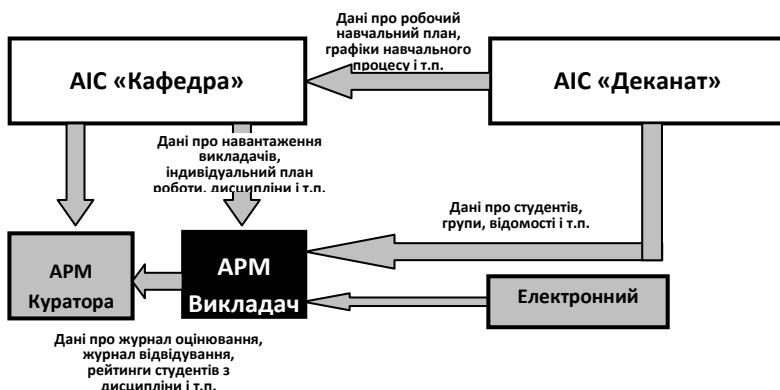 Дані про робочий
навчальний план,
графіки навчального
процесу і т.п.
АІС «Кафедра»
АІС «Деканат»
Дані про навантаження
викладачів,
індивідуальний план
роботи, дисципліни і т.п.
Дані про студентів,
групи, відомості і т.п.
АРМ
Куратора
АРМ
Викладач
Електронний
Дані про журнал оцінювання,
журнал відвідування,
рейтинги студентів з
дисципліни і т.п.